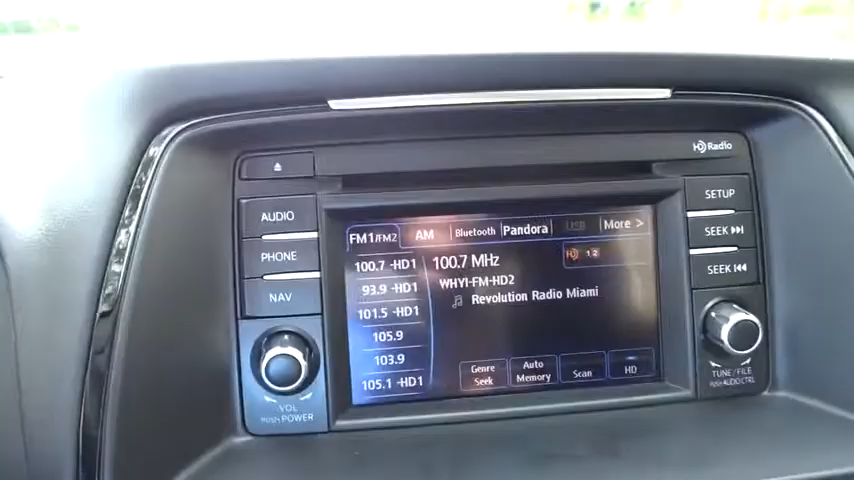 HD Radio
AUDIO
PHONE
NAV
VOL
PUSH POWER
FM1/FM2 AM Bluetooth Pandora USB More >
100.7 -HD1
93.9 -HD1
101.5 -HD1
105.9
103.9
105.1 -HD1
100.7 MHz
WHYI-FM-HD2
Revolution Radio Miami
HD 1 2
Genre Seek
Auto Memory
Scan
HD
SETUP
SEEK
SEEK
TUNE / FILE
PUSH AUDIO CTRL